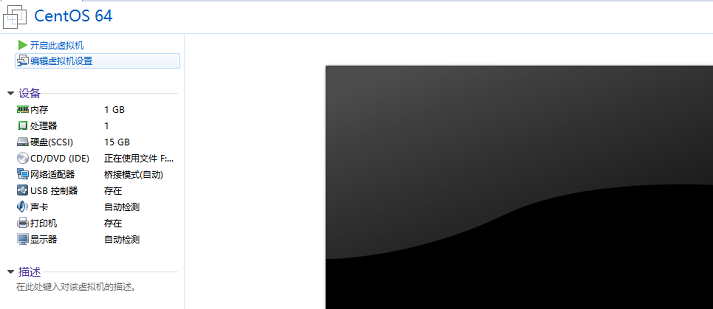 CentOS 64
开启此虚拟机
编辑虚拟机设置
设备
内存 1 GB
处理器 1
硬盘(SCSI) 15 GB
CD/DVD (IDE) 正在使用文件 F:...
网络适配器 桥接模式(自动)
USB 控制器 存在
声卡 自动检测
打印机 存在
显示器 自动检测
描述
在此处键入对该虚拟机的描述。